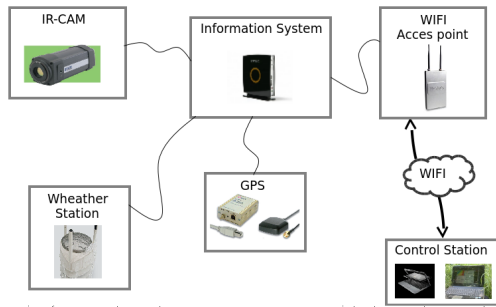 IR-CAM
Information System
WIFI
Acces point
WIFI
GPS
Wheather
Station
Control Station